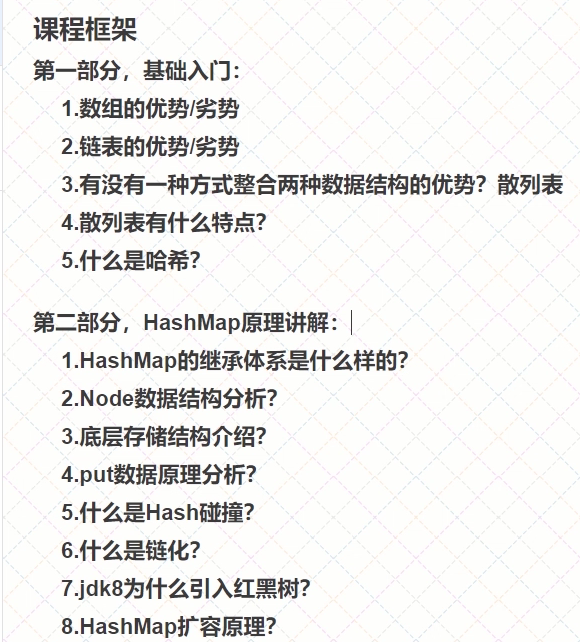 课程框架
第一部分，基础入门：
1.数组的优势/劣势
2.链表的优势/劣势
3.有没有一种方式整合两种数据结构的优势？散列表
4.散列表有什么特点？
5.什么是哈希？
第二部分，HashMap原理讲解：
1.HashMap的继承体系是什么样的？
2.Node数据结构分析？
3.底层存储结构介绍？
4.put数据原理分析？
5.什么是Hash碰撞？
6.什么是链化？
7.jdk8为什么引入红黑树？
8.HashMap扩容原理？